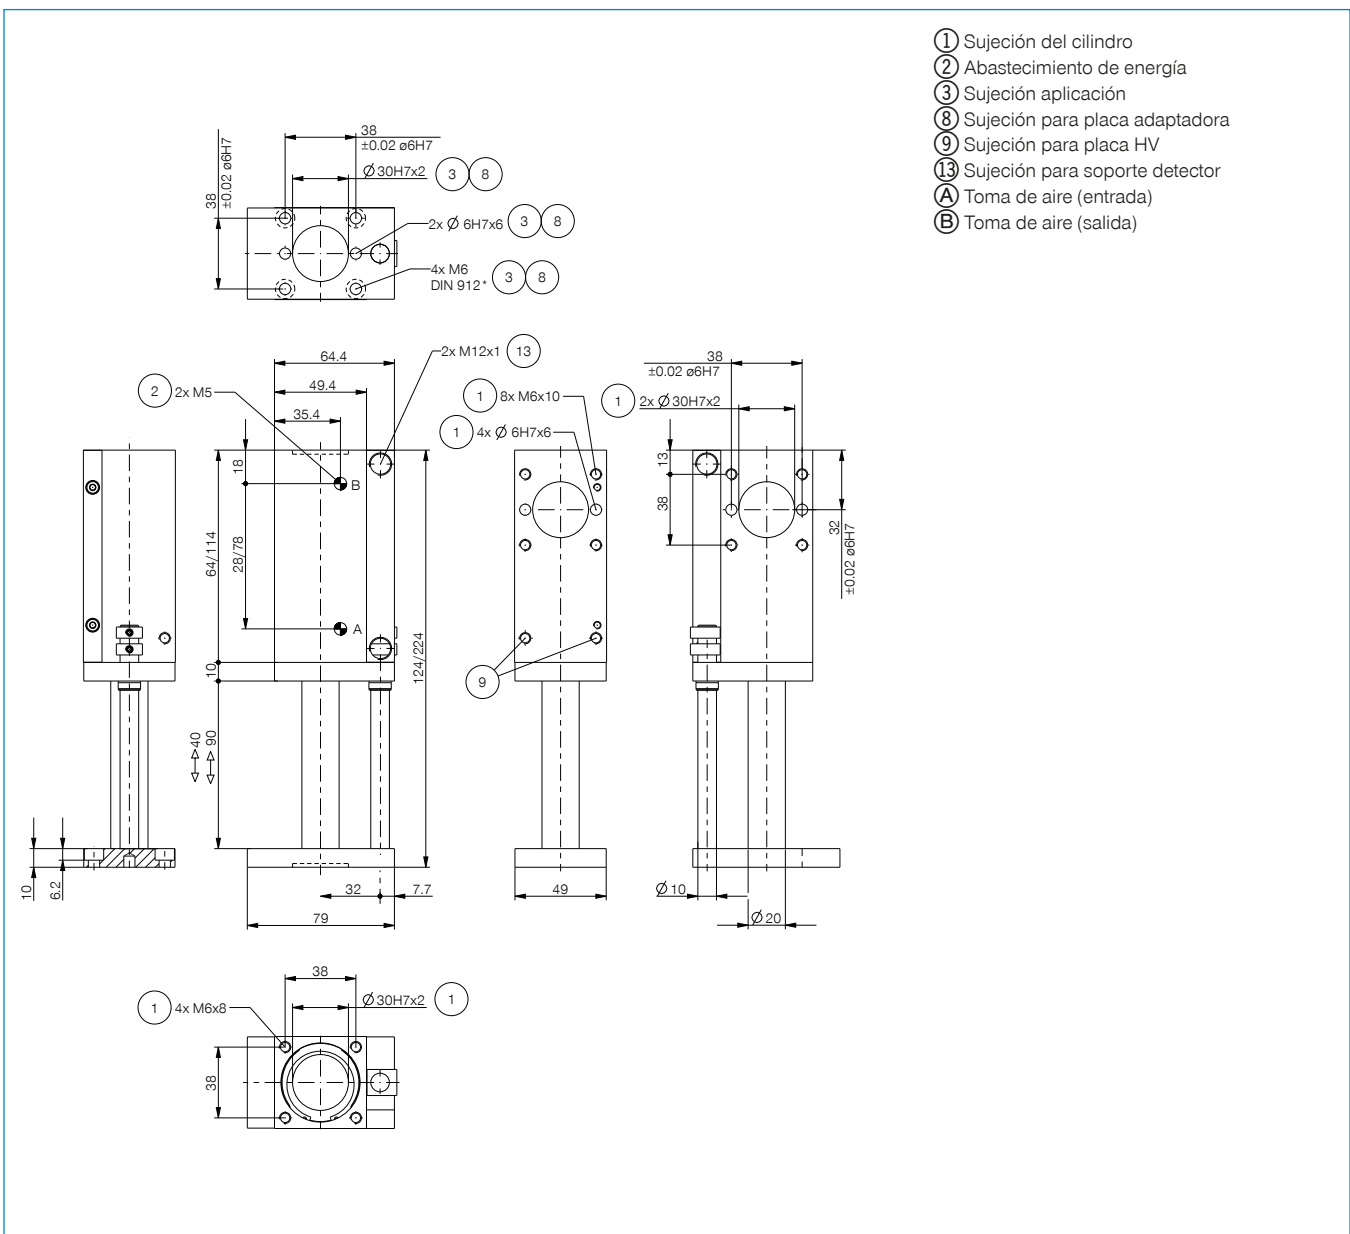 ① Sujeción del cilindro
② Abastecimiento de energía
③ Sujeción aplicación
⑧ Sujeción para placa adaptadora
⑨ Sujeción para placa HV
⑬ Sujeción para soporte detector
Ⓐ Toma de aire (entrada)
Ⓑ Toma de aire (salida)
38
±0.02 ø6H7
Ø 30H7x2 3 8
38
±0.02 ø6H7
2x Ø 6H7x6 3 8
4x M6 3 8
DIN 912*
64.4
2x M12x1 13
49.4
2 2x M5
35.4
18
B
64/114
28/78
A
124/224
10
40
90
32
7.7
79
10
6.2
1 8x M6x10
1 4x Ø 6H7x6
9
49
38
±0.02 ø6H7
1 2x Ø 30H7x2
13
38
32
±0.02 ø6H7
Ø 10
Ø 20
38
1 4x M6x8
Ø 30H7x2 1
38